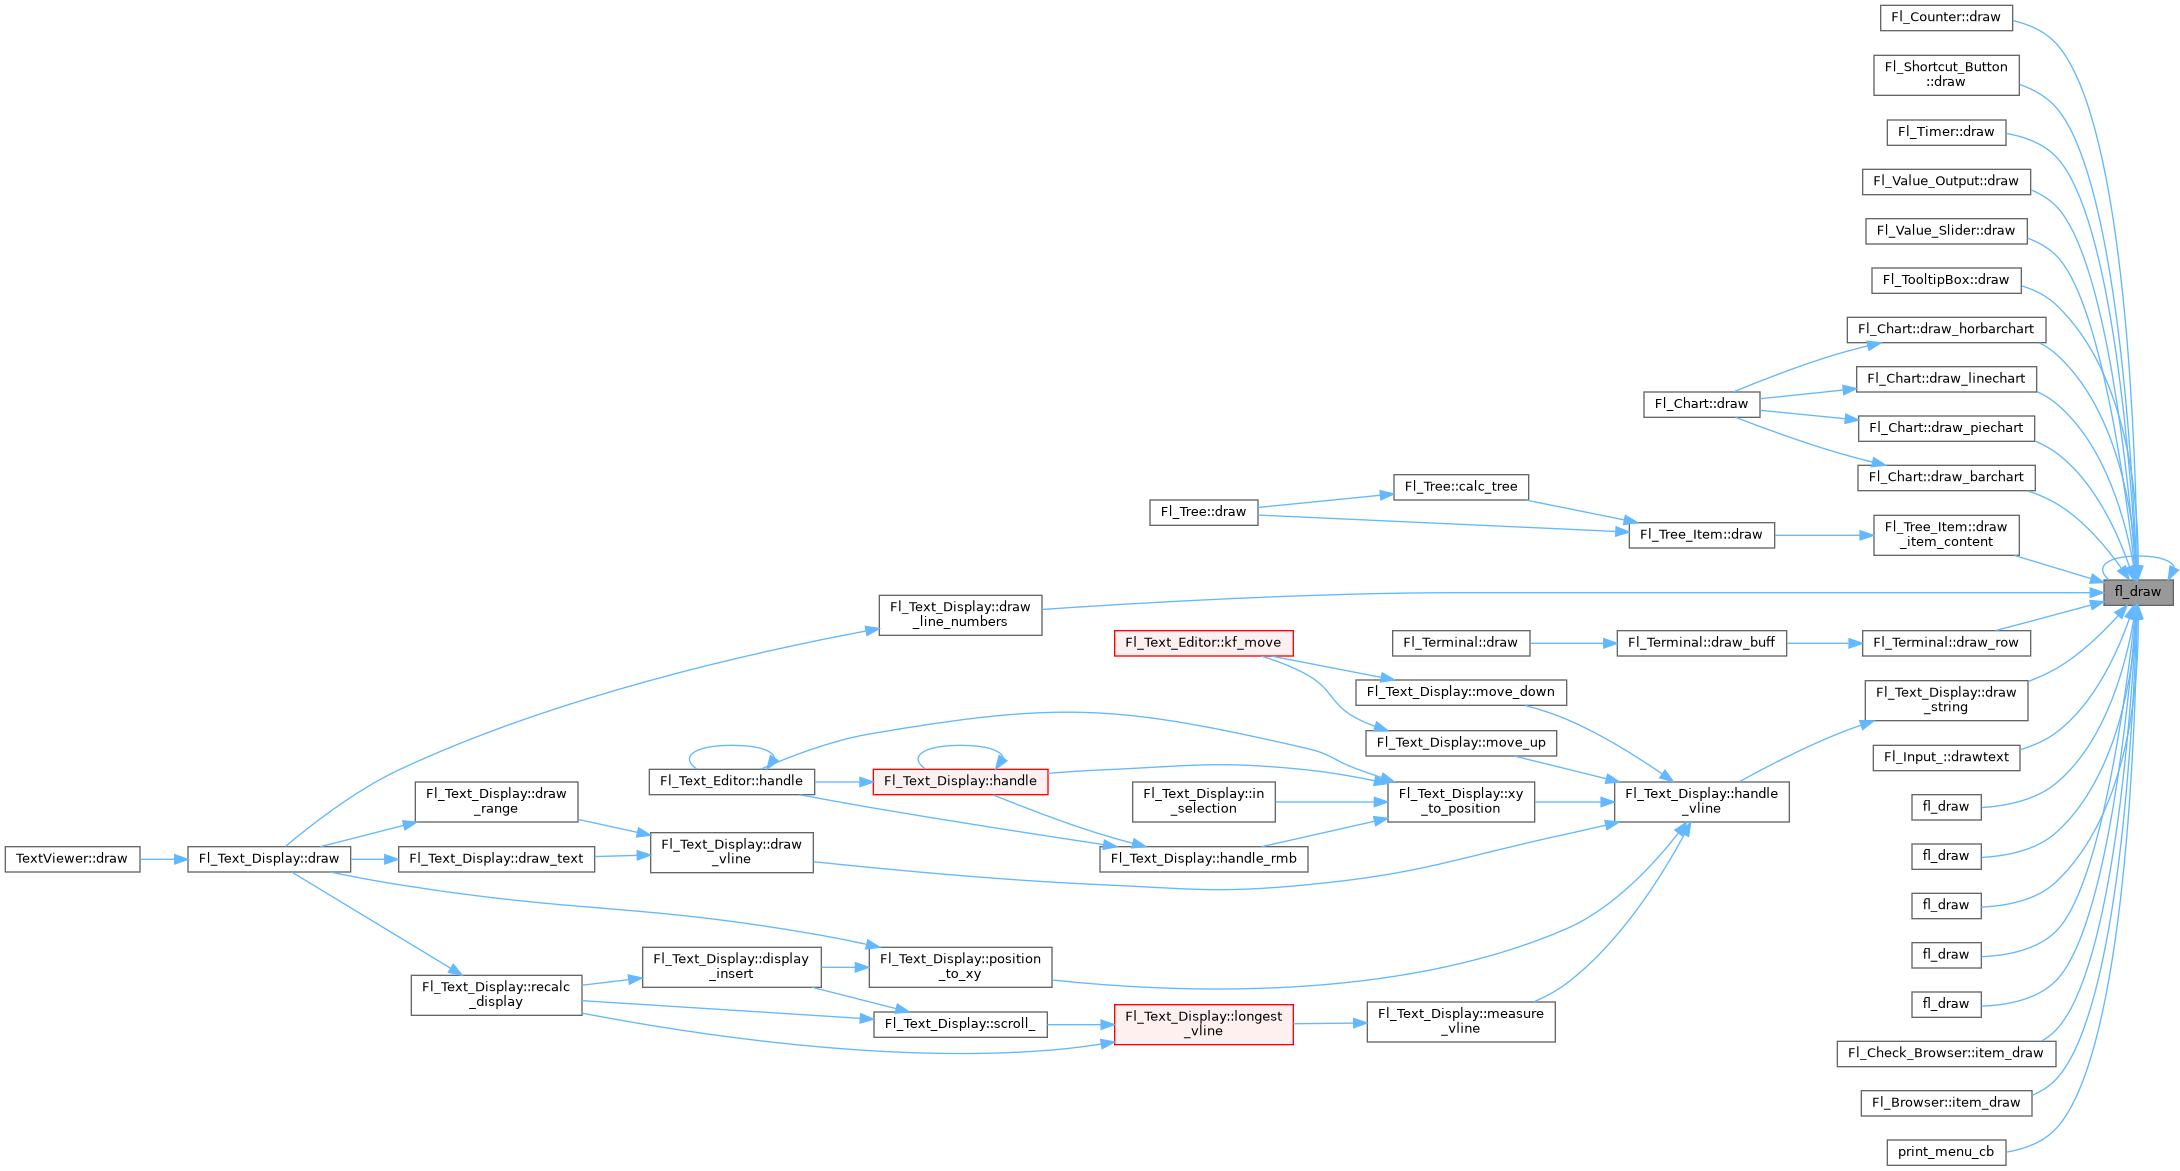 Fl_Counter::draw
Fl_Shortcut_Button
::draw
Fl_Timer::draw
Fl_Value_Output::draw
Fl_Value_Slider::draw
Fl_TooltipBox::draw
Fl_Chart::draw_horbarchart
Fl_Chart::draw_linechart
Fl_Chart::draw
Fl_Chart::draw_piechart
Fl_Chart::draw_barchart
Fl_Tree::calc_tree
Fl_Tree::draw
Fl_Tree_Item::draw
Fl_Tree_Item::draw
_item_content
fl_draw
Fl_Text_Display::draw
_line_numbers
Fl_Text_Editor::kf_move
Fl_Terminal::draw
Fl_Terminal::draw_buff
Fl_Terminal::draw_row
Fl_Text_Display::move_down
Fl_Text_Display::draw
_string
Fl_Text_Display::move_up
Fl_Input_::drawtext
Fl_Text_Editor::handle
Fl_Text_Display::handle
Fl_Text_Display::draw
_range
Fl_Text_Display::in
_selection
Fl_Text_Display::xy
_to_position
Fl_Text_Display::handle
_vline
fl_draw
TextViewer::draw
Fl_Text_Display::draw
Fl_Text_Display::draw_text
Fl_Text_Display::draw
_vline
Fl_Text_Display::handle_rmb
fl_draw
fl_draw
Fl_Text_Display::display
_insert
Fl_Text_Display::position
_to_xy
fl_draw
Fl_Text_Display::recalc
_display
fl_draw
Fl_Text_Display::scroll_
Fl_Text_Display::longest
_vline
Fl_Text_Display::measure
_vline
Fl_Check_Browser::item_draw
Fl_Browser::item_draw
print_menu_cb